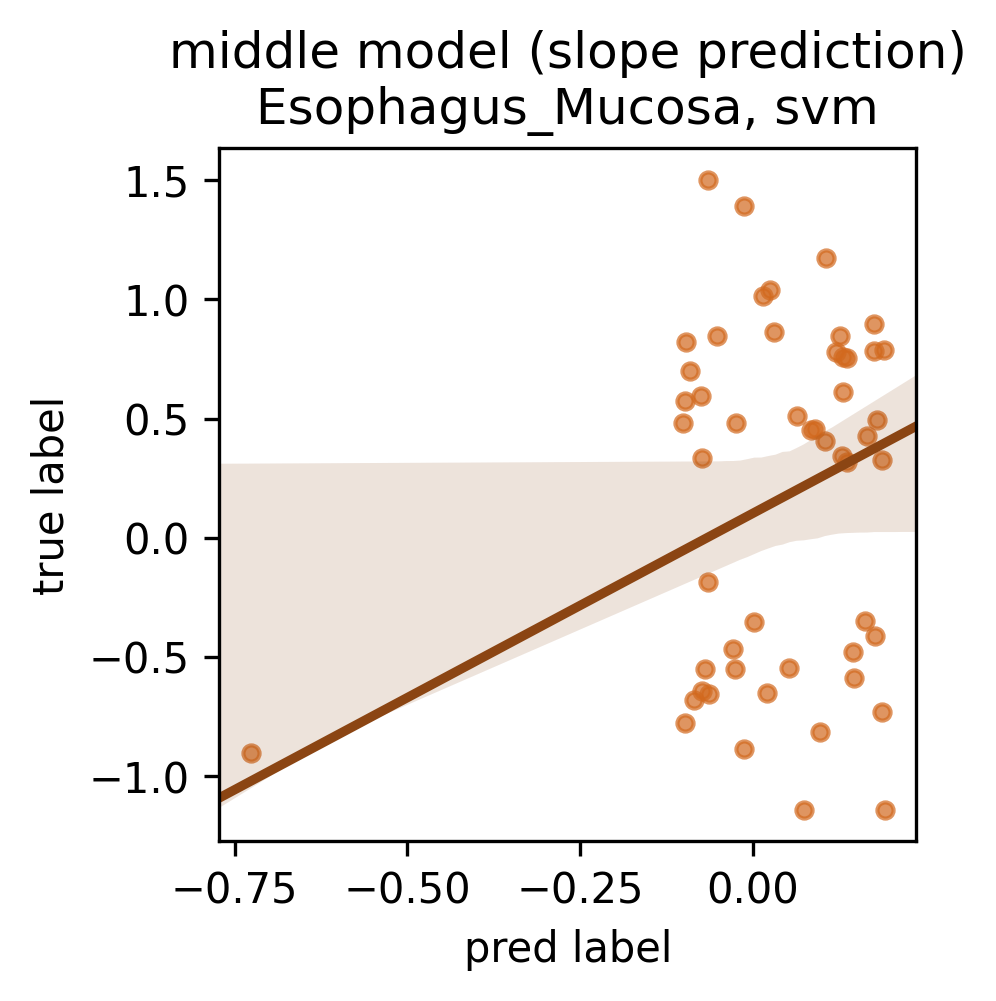 middle model (slope prediction)
Esophagus_Mucosa, svm
1.5
1.0
0.5
0.0
−0.5
−1.0
true label
−0.75
−0.50
−0.25
0.00
pred label